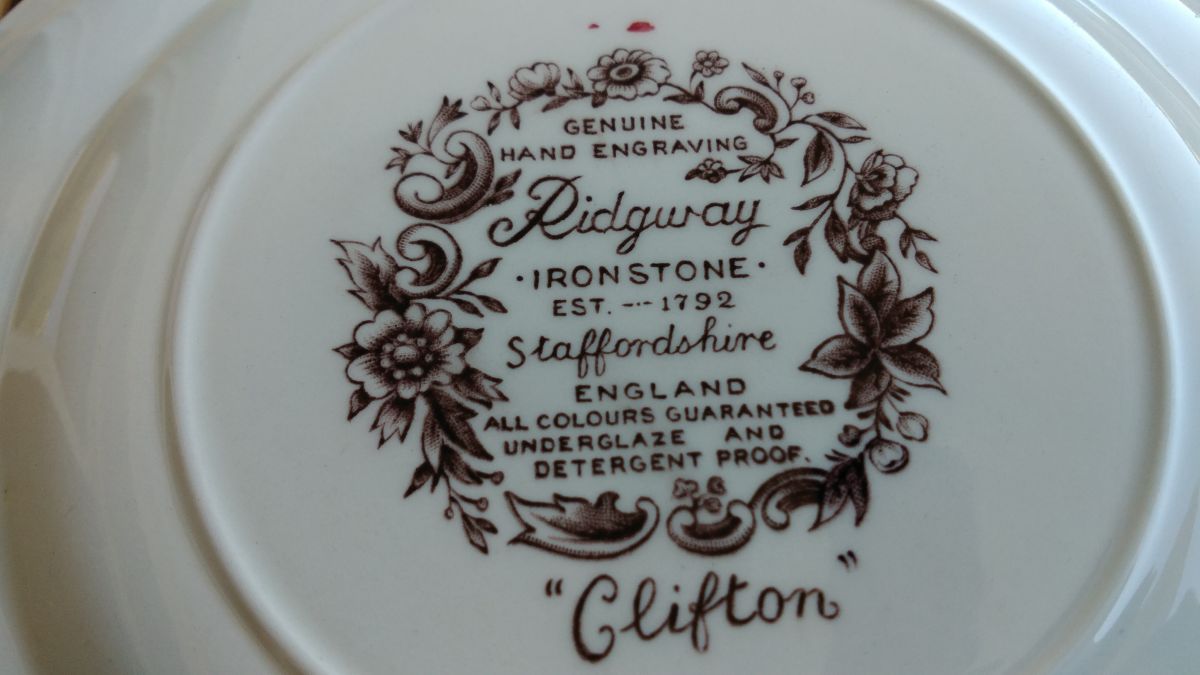 GENUINE
HAND ENGRAVING
Ridgway
·IRONSTONE·
EST. --- 1792
Staffordshire
ENGLAND
ALL COLOURS GUARANTEED
UNDERGLAZE AND
DETERGENT PROOF.
"Clifton"